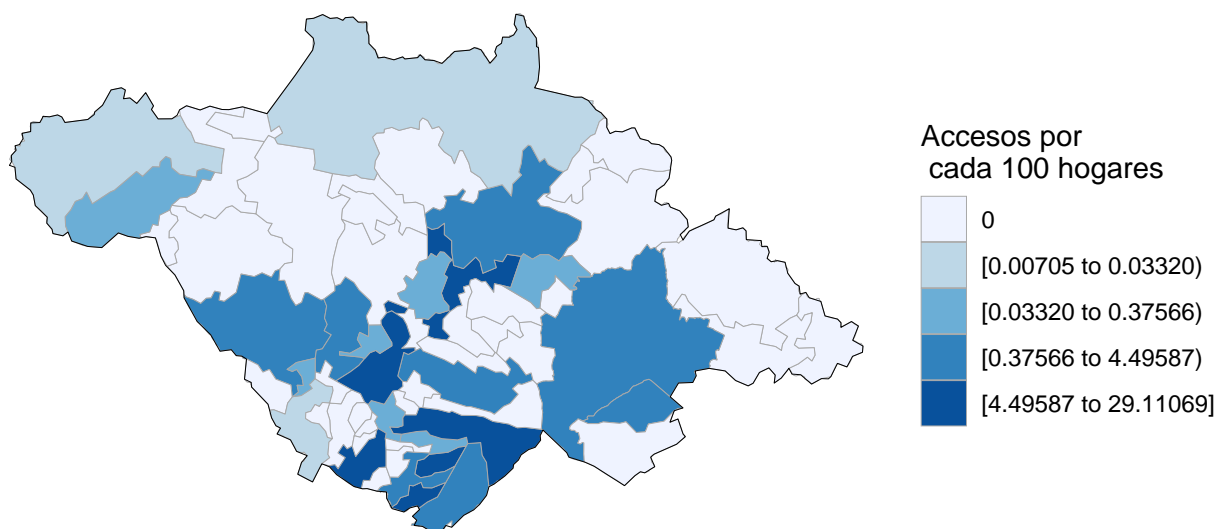 Accesos por
cada 100 hogares
0
[0.00705 to 0.03320)
[0.03320 to 0.37566)
[0.37566 to 4.49587)
[4.49587 to 29.11069]